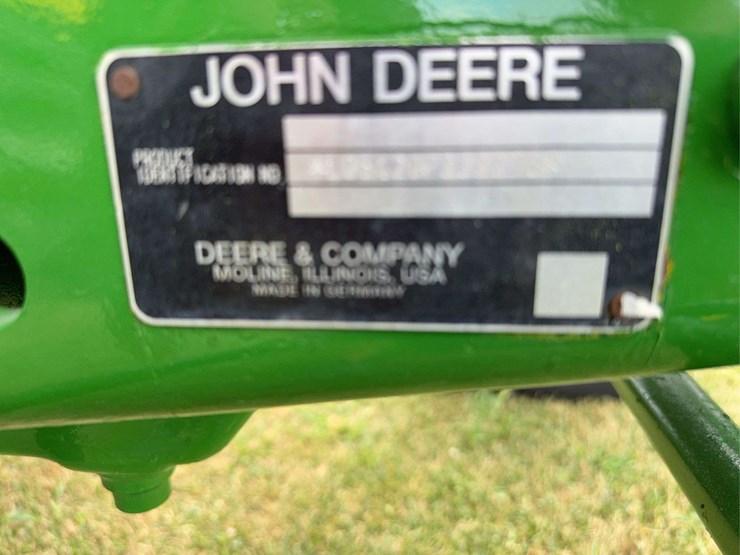 JOHN DEERE
PRODUCT
IDENTIFICATION NO
DEERE & COMPANY
MOLINE, ILLINOIS, USA
MADE IN GERMANY